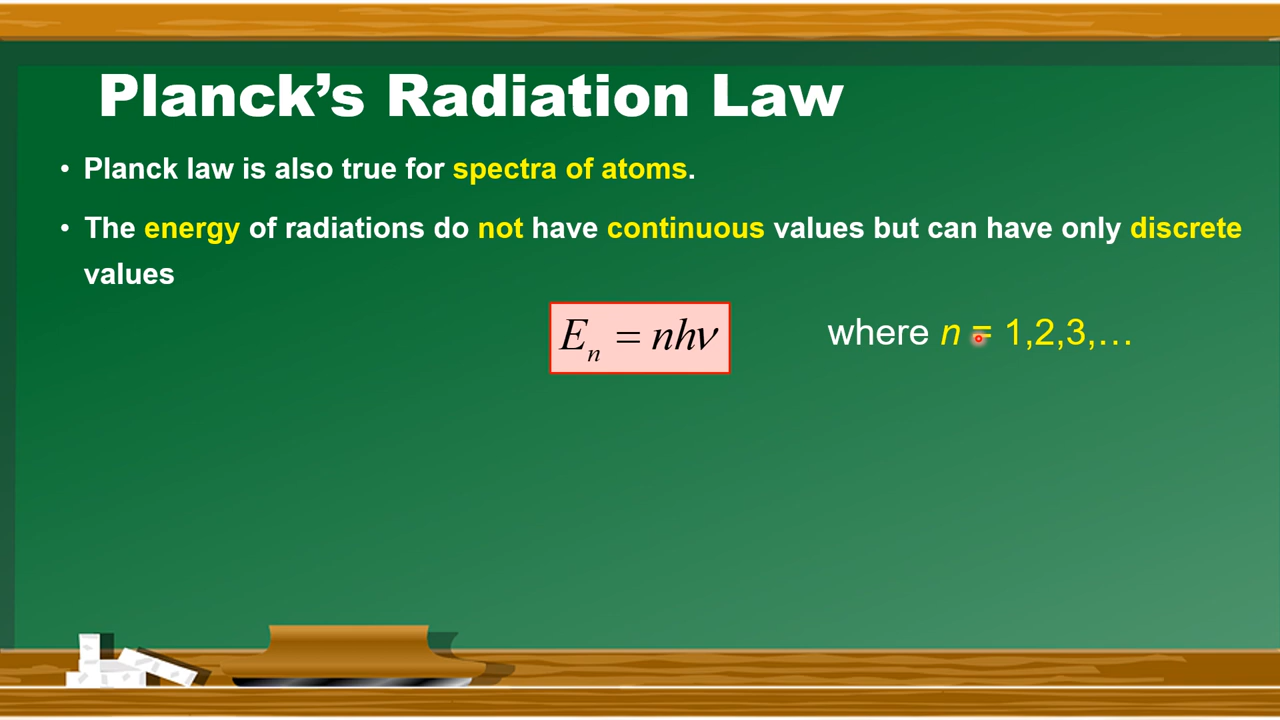 Planck’s Radiation Law
• Planck law is also true for spectra of atoms.
• The energy of radiations do not have continuous values but can have only discrete
values
Eₙ = nhν where n = 1,2,3,…